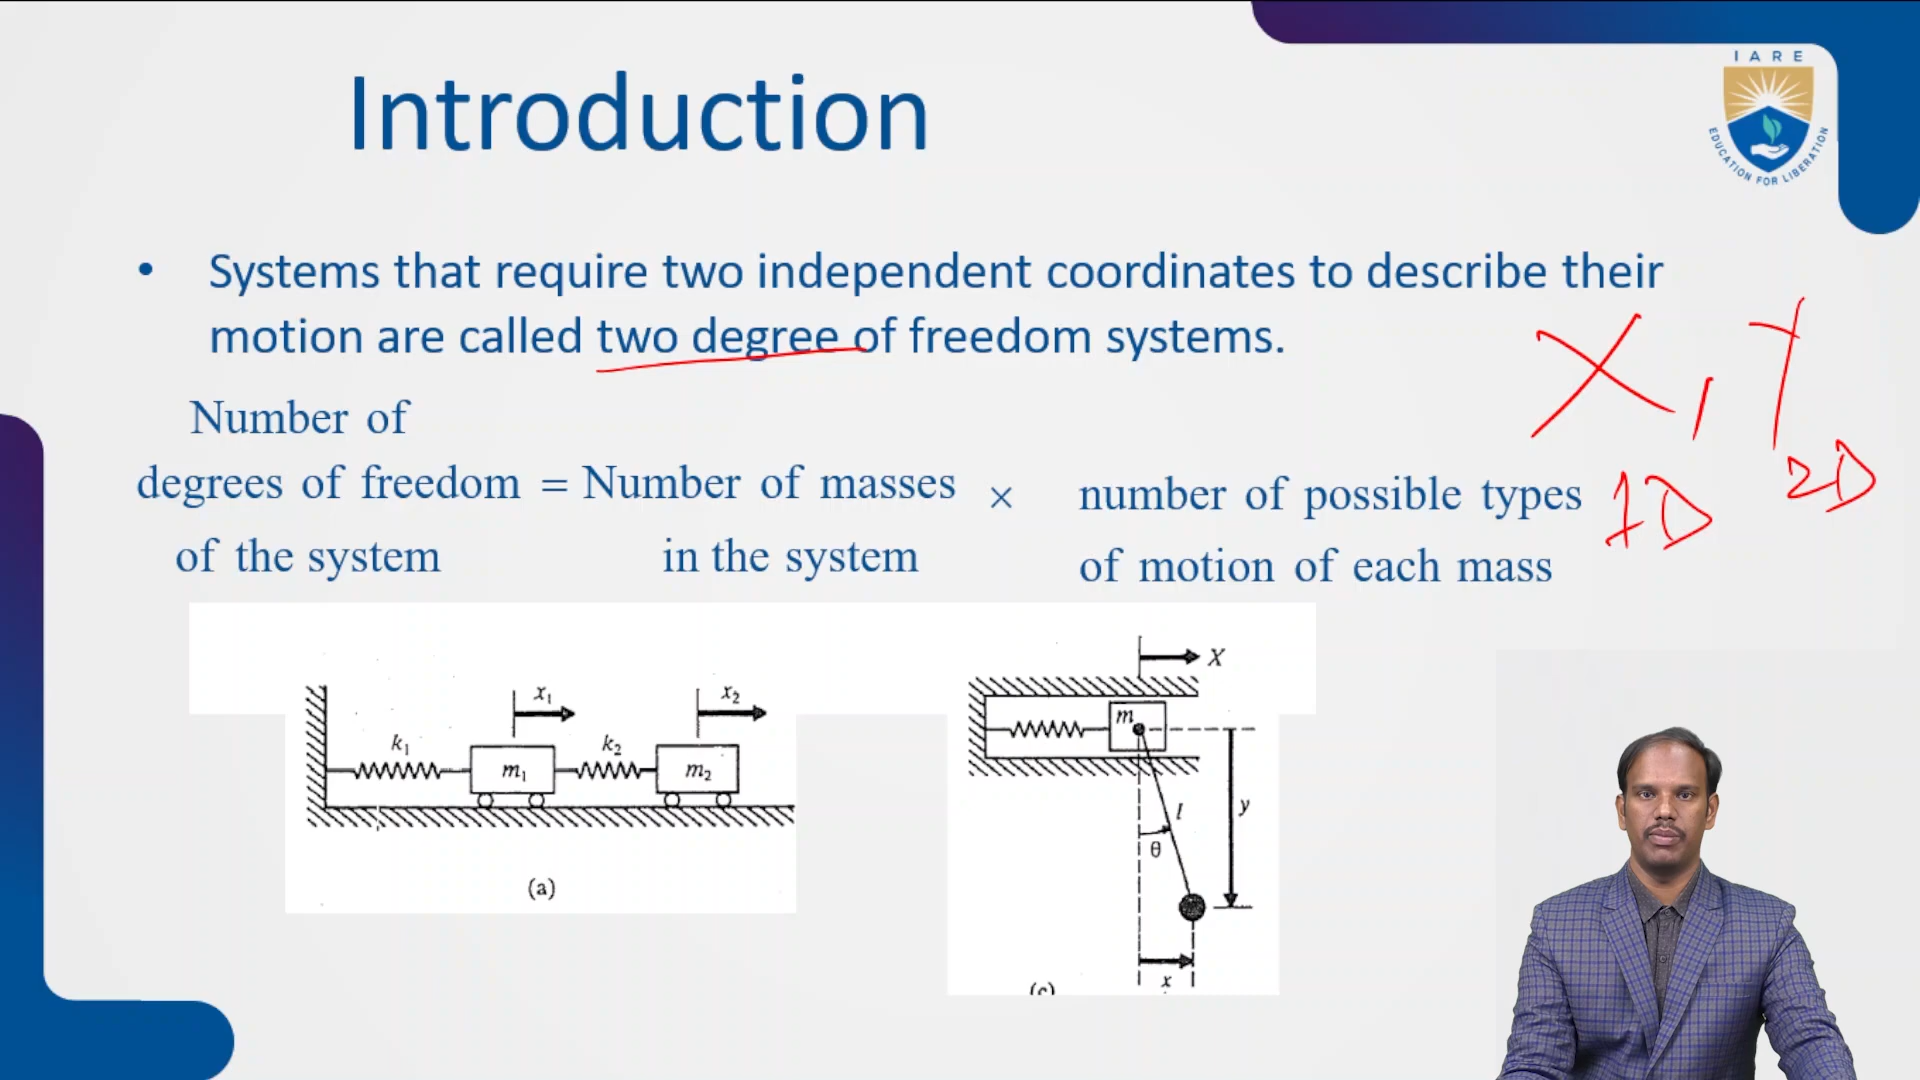 Introduction
IARE
EDUCATION FOR LIBERATION
• Systems that require two independent coordinates to describe their
motion are called two degree of freedom systems.
X, Y
1D
2D
Number of
degrees of freedom = Number of masses × number of possible types
of the system in the system of motion of each mass
x₁ x₂
k₁ k₂
m₁ m₂
(a)
X
m
l
y
θ
x
(c)